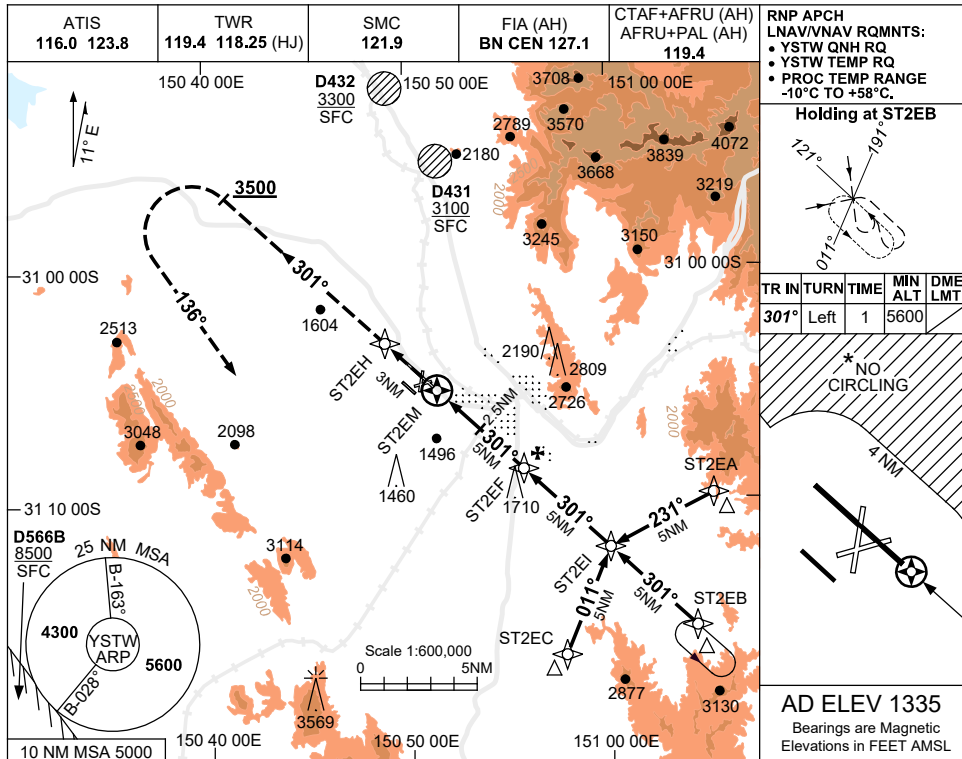 ATIS
116.0 123.8
TWR
119.4 118.25 (HJ)
SMC
121.9
FIA (AH)
BN CEN 127.1
CTAF+AFRU (AH)
AFRU+PAL (AH)
119.4
RNP APCH
LNAV/VNAV RQMNTS:
• YSTW QNH RQ
• YSTW TEMP RQ
• PROC TEMP RANGE
-10°C TO +58°C.
150 40 00E
150 50 00E
151 00 00E
11° E
D432
3300
SFC
D431
3100
SFC
2180
2789
3708
3570
3668
3839
4072
3219
3245
3150
2000
31 00 00S
31 00 00S
3500
301°
136°
1604
2513
3048
2500
2000
2098
ST2EH
3NM
ST2EM
2.5NM
301°
5NM
2190
2809
2726
1496
1460
ST2EF
1710
301°
5NM
2000
ST2EA
231°
5NM
ST2EI
301°
5NM
ST2EB
011°
5NM
ST2EC
31 10 00S
3114
2000
3569
2877
3130
D566B
8500
SFC
25 NM MSA
B-163°
4300
YSTW
ARP
5600
B-028°
10 NM MSA 5000
Scale 1:600,000
0 5NM
150 40 00E
150 50 00E
151 00 00E
Holding at ST2EB
121°
191°
011°
TR IN TURN TIME MIN ALT DME LMT
301° Left 1 5600
* NO
CIRCLING
4 NM
AD ELEV 1335
Bearings are Magnetic
Elevations in FEET AMSL